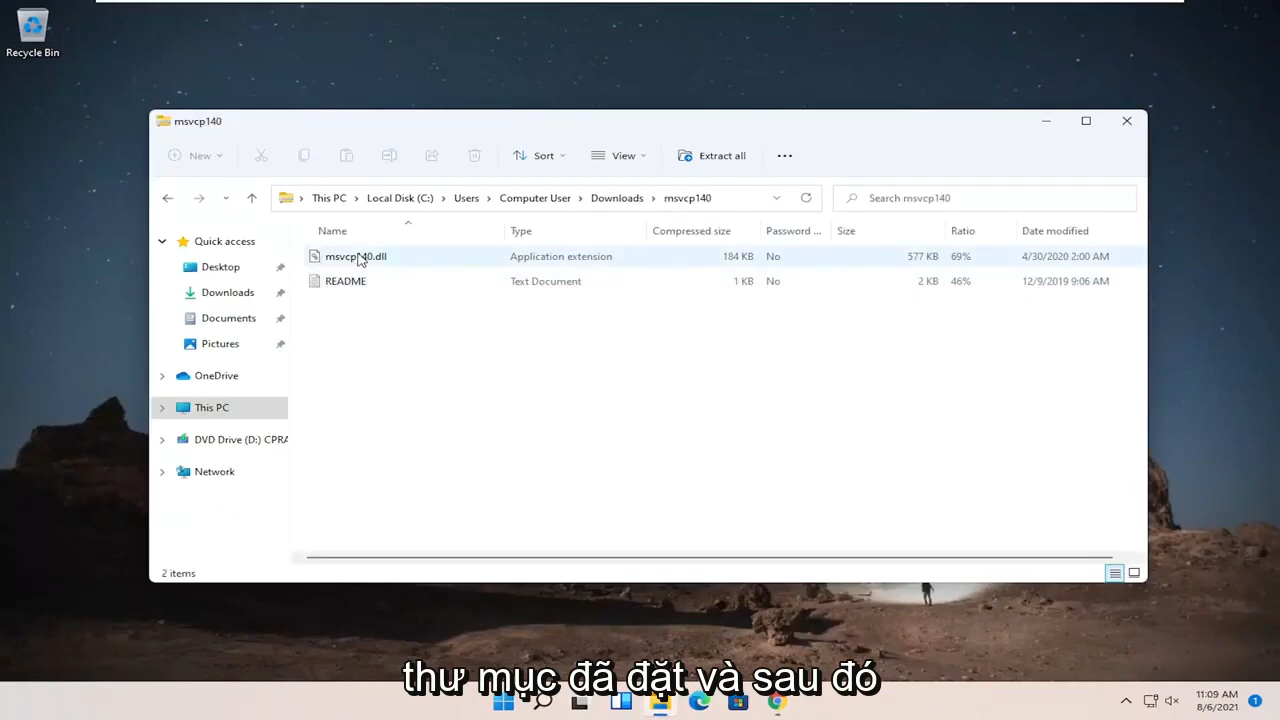 Recycle Bin
msvcp140
New
Sort
View
Extract all
This PC
Local Disk (C:)
Users
Computer User
Downloads
msvcp140
Search msvcp140
Name
Type
Compressed size
Password ...
Size
Ratio
Date modified
msvcp140.dll
Application extension
184 KB
No
577 KB
69%
4/30/2020 2:00 AM
README
Text Document
1 KB
No
2 KB
46%
12/9/2019 9:06 AM
Quick access
Desktop
Downloads
Documents
Pictures
OneDrive
This PC
DVD Drive (D:) CPRA
Network
2 items
thư mục đã đặt và sau đó
11:09 AM
8/6/2021
1